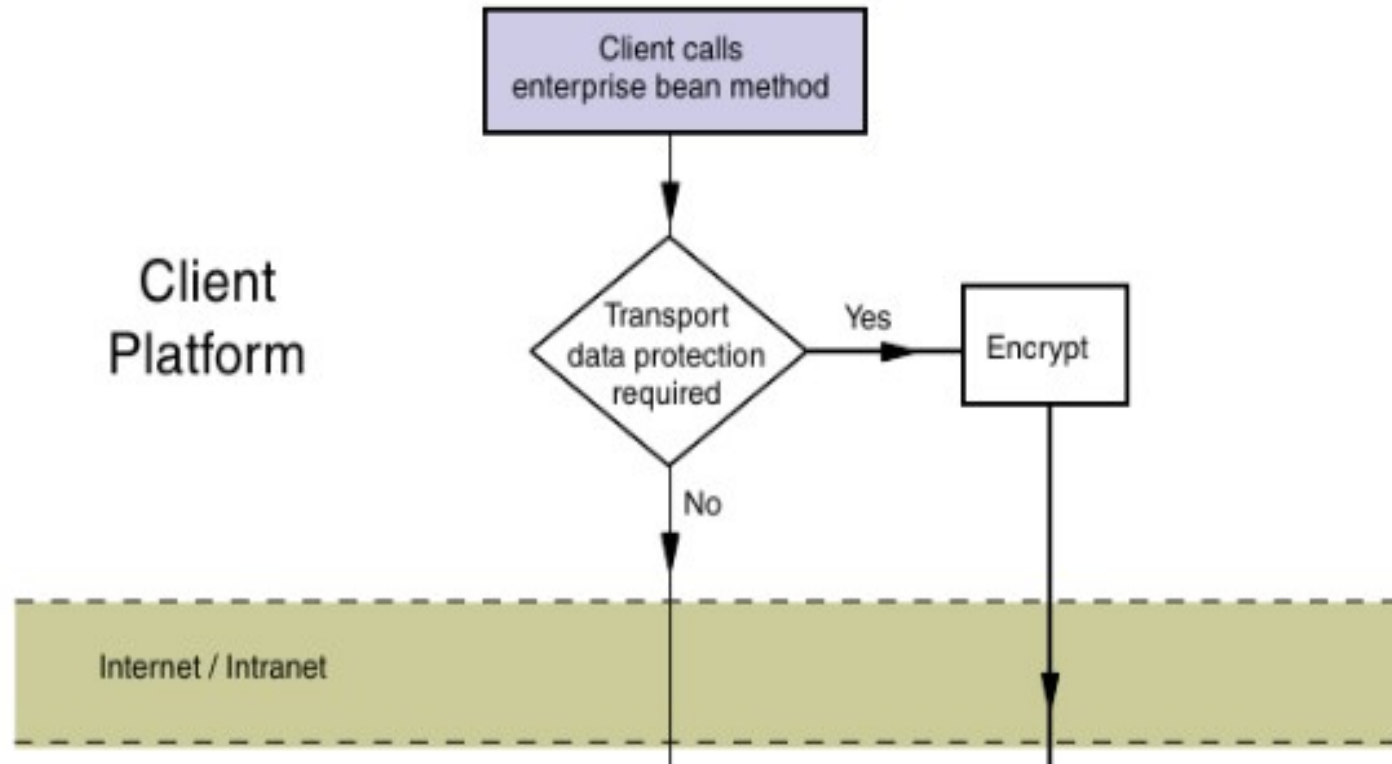 Client calls
enterprise bean method
Client
Platform
Transport
data protection
required
Yes
Encrypt
No
Internet / Intranet